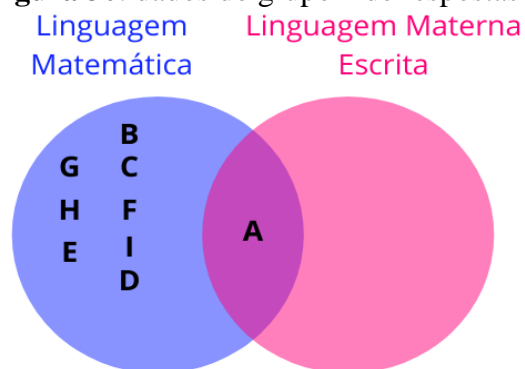 Linguagem
Matemática
Linguagem Materna
Escrita
B
G C
H F
E I
D
A